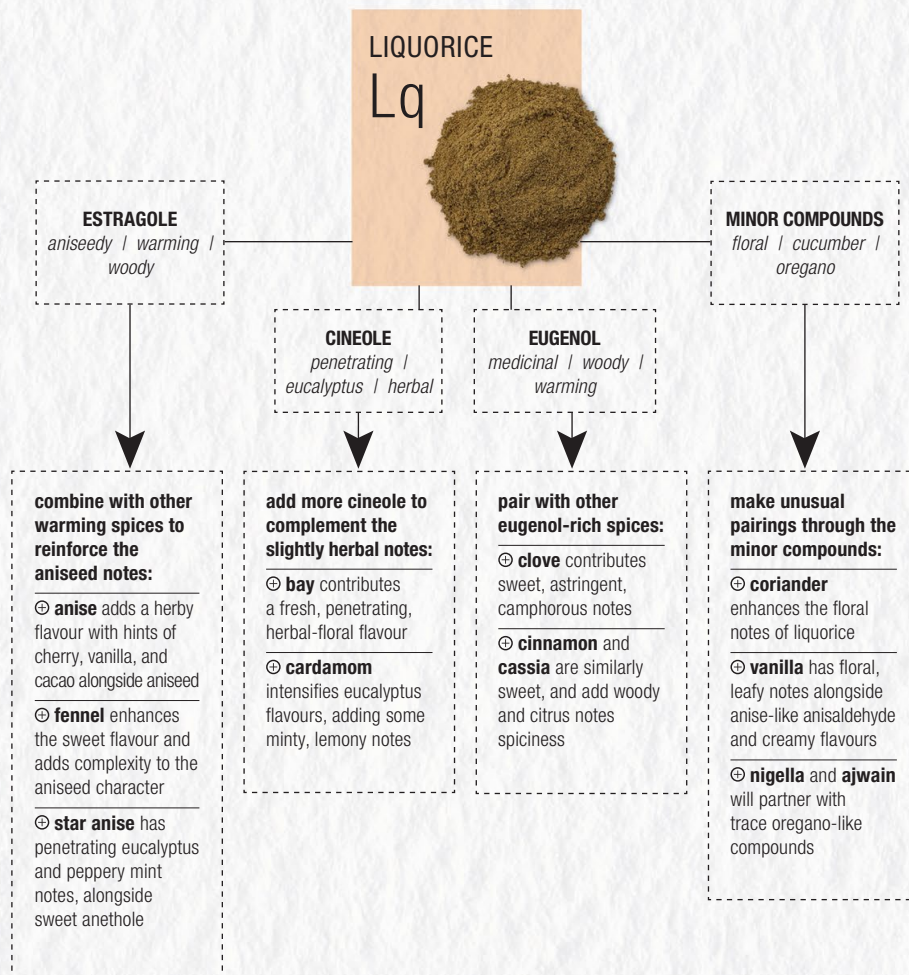 LIQUORICE
Lq
ESTRAGOLE
aniseedy | warming |
woody
CINEOLE
penetrating |
eucalyptus | herbal
EUGENOL
medicinal | woody |
warming
MINOR COMPOUNDS
floral | cucumber |
oregano
combine with other
warming spices to
reinforce the
aniseed notes:
⊕ anise adds a herby
flavour with hints of
cherry, vanilla, and
cacao alongside aniseed
⊕ fennel enhances
the sweet flavour and
adds complexity to the
aniseed character
⊕ star anise has
penetrating eucalyptus
and peppery mint
notes, alongside
sweet anethole
add more cineole to
complement the
slightly herbal notes:
⊕ bay contributes
a fresh, penetrating,
herbal-floral flavour
⊕ cardamom
intensifies eucalyptus
flavours, adding some
minty, lemony notes
pair with other
eugenol-rich spices:
⊕ clove contributes
sweet, astringent,
camphorous notes
⊕ cinnamon and
cassia are similarly
sweet, and add woody
and citrus notes
spiciness
make unusual
pairings through the
minor compounds:
⊕ coriander
enhances the floral
notes of liquorice
⊕ vanilla has floral,
leafy notes alongside
anise-like anisaldehyde
and creamy flavours
⊕ nigella and ajwain
will partner with
trace oregano-like
compounds